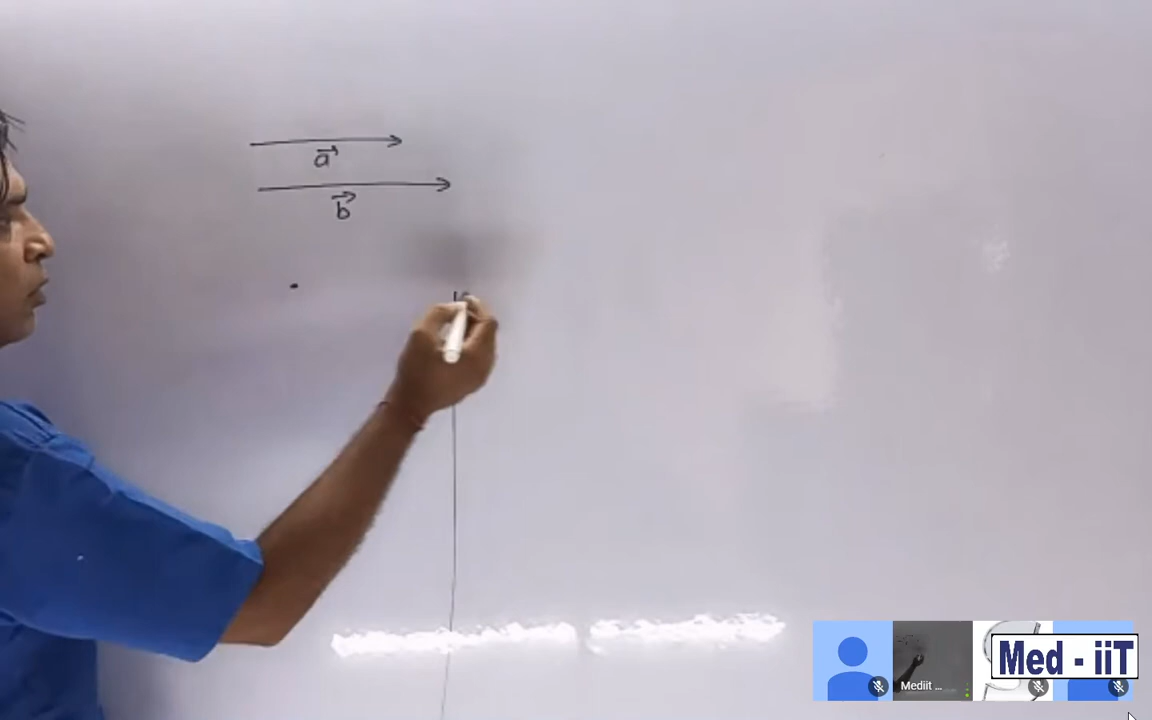 a⃗
b⃗
Mediit ...
Med - iiT